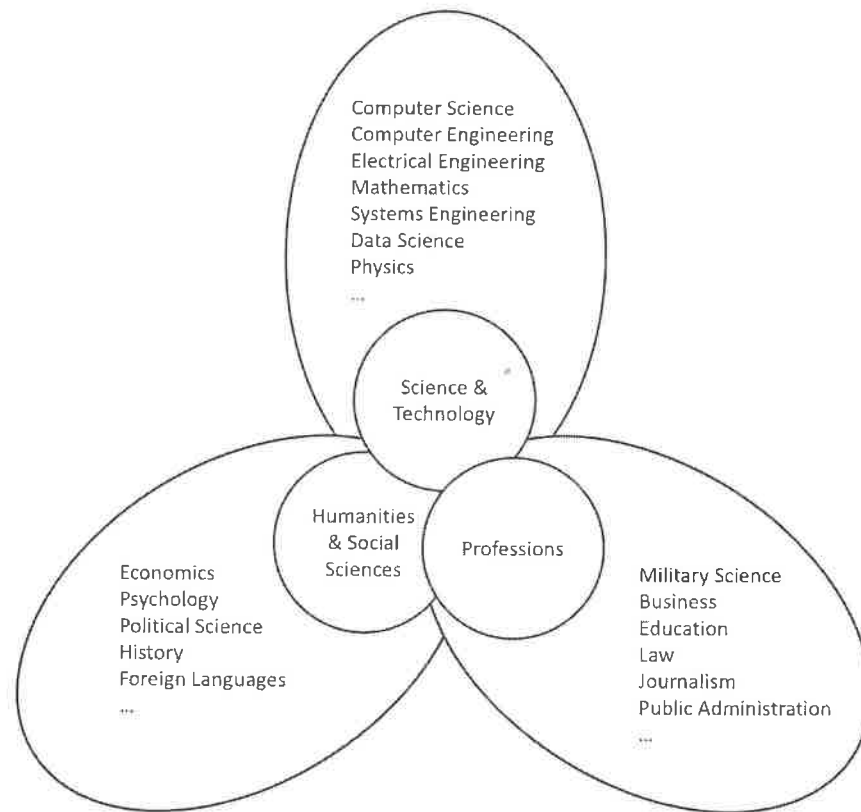 Computer Science
Computer Engineering
Electrical Engineering
Mathematics
Systems Engineering
Data Science
Physics
...
Science &
Technology
Humanities
& Social
Sciences
Professions
Economics
Psychology
Political Science
History
Foreign Languages
...
Military Science
Business
Education
Law
Journalism
Public Administration
...